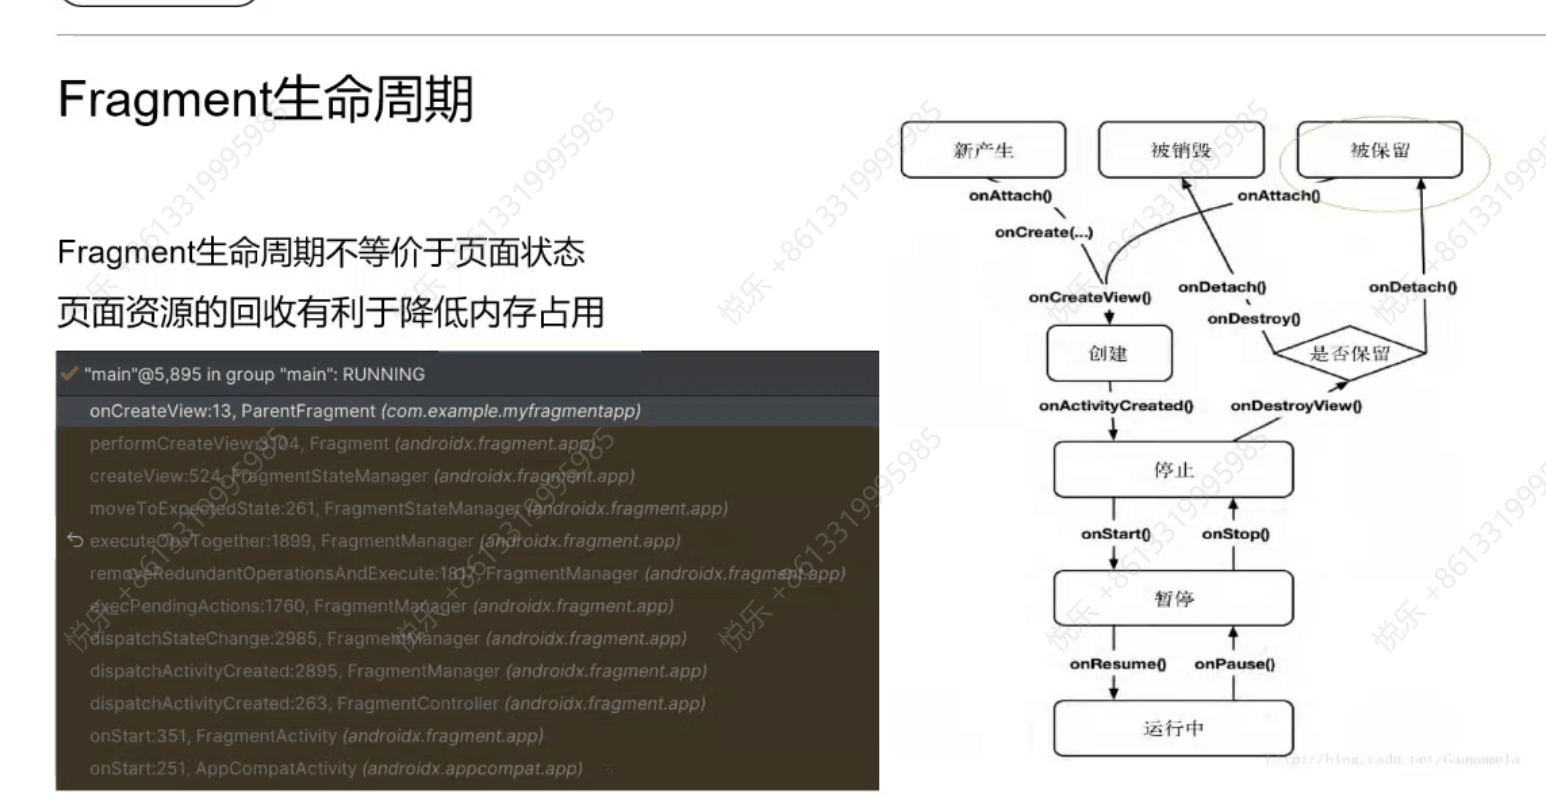 Fragment生命周期
Fragment生命周期不等价于页面状态
页面资源的回收有利于降低内存占用
"main"@5,895 in group "main": RUNNING
onCreateView:13, ParentFragment (com.example.myfragmentapp)
performCreateView:3104, Fragment (androidx.fragment.app)
createView:524, FragmentStateManager (androidx.fragment.app)
moveToExpectedState:261, FragmentStateManager (androidx.fragment.app)
executeOpsTogether:1899, FragmentManager (androidx.fragment.app)
removeRedundantOperationsAndExecute:1817, FragmentManager (androidx.fragment.app)
execPendingActions:1760, FragmentManager (androidx.fragment.app)
dispatchStateChange:2985, FragmentManager (androidx.fragment.app)
dispatchActivityCreated:2895, FragmentManager (androidx.fragment.app)
dispatchActivityCreated:263, FragmentController (androidx.fragment.app)
onStart:351, FragmentActivity (androidx.fragment.app)
onStart:251, AppCompatActivity (androidx.appcompat.app)
新产生
被销毁
被保留
onAttach()
onAttach()
onCreate(...)
onCreateView()
onDetach()
onDetach()
onDestroy()
创建
是否保留
onActivityCreated()
onDestroyView()
停止
onStart()
onStop()
暂停
onResume()
onPause()
运行中
http://blog.csdn.net/Gaugamela
悦乐 +8613319995985